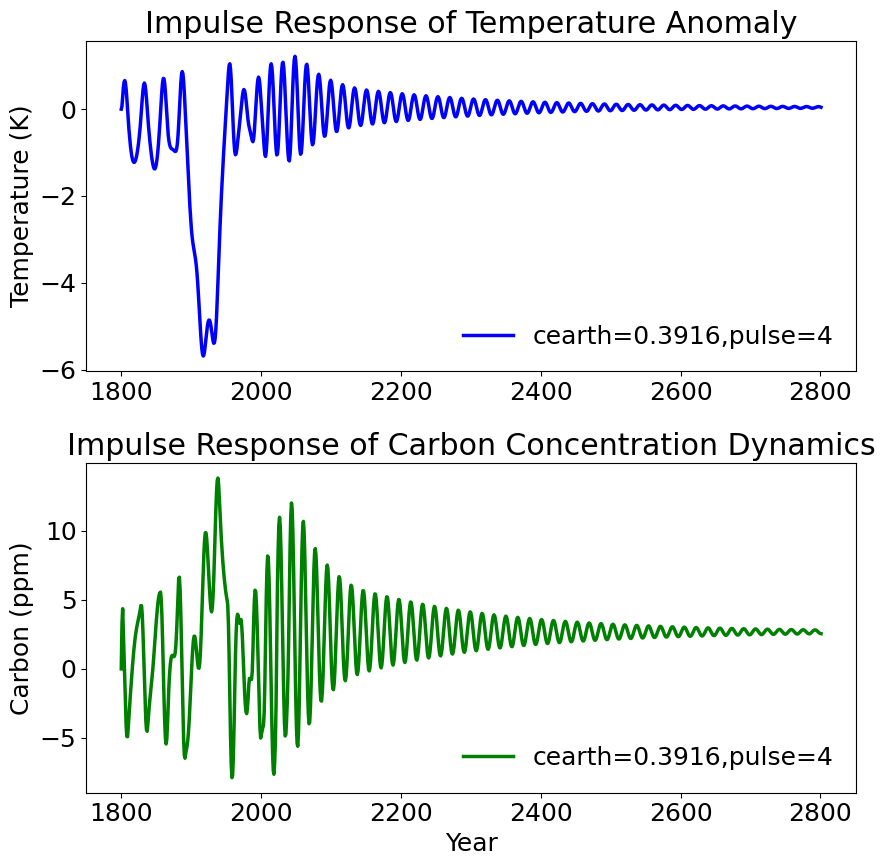 Impulse Response of Temperature Anomaly
Temperature (K)
0
−2
−4
−6
cearth=0.3916,pulse=4
1800 2000 2200 2400 2600 2800
Impulse Response of Carbon Concentration Dynamics
Carbon (ppm)
10
5
0
−5
cearth=0.3916,pulse=4
1800 2000 2200 2400 2600 2800
Year